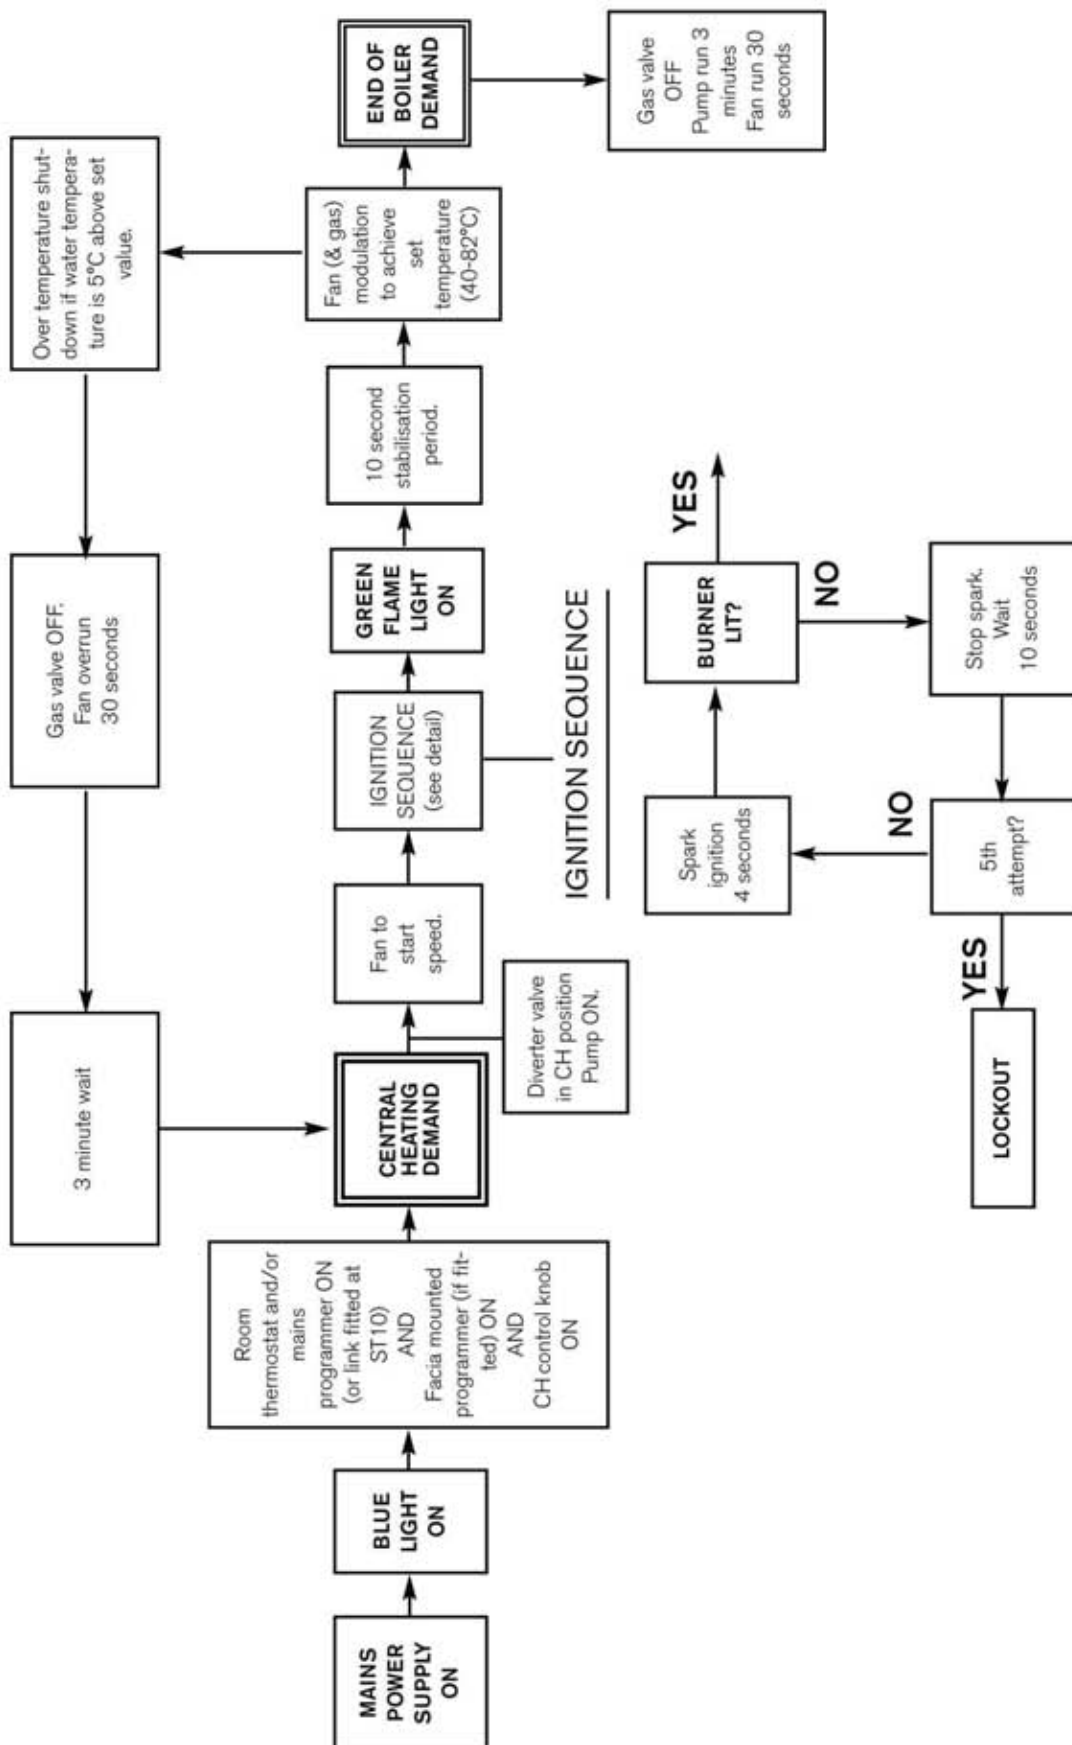 MAINS
POWER
SUPPLY
ON
BLUE
LIGHT
ON
Room
thermostat and/or
mains
programmer ON
(or link fitted at
ST10)
AND
Facia mounted
programmer (if fit-
ted) ON
AND
CH control knob
ON
CENTRAL
HEATING
DEMAND
Diverter valve
in CH position
Pump ON.
Fan to
start
speed.
IGNITION
SEQUENCE
(see detail)
GREEN
FLAME
LIGHT
ON
10 second
stabilisation
period.
Fan (& gas)
modulation
to achieve
set
temperature
(40-82°C)
END OF
BOILER
DEMAND
Gas valve
OFF
Pump run 3
minutes
Fan run 30
seconds
Over temperature shut-
down if water tempera-
ture is 5°C above set
value.
Gas valve OFF.
Fan overrun
30 seconds
3 minute wait
IGNITION SEQUENCE
Spark
ignition
4 seconds
BURNER
LIT?
YES
NO
Stop spark.
Wait
10 seconds
5th
attempt?
NO
YES
LOCKOUT